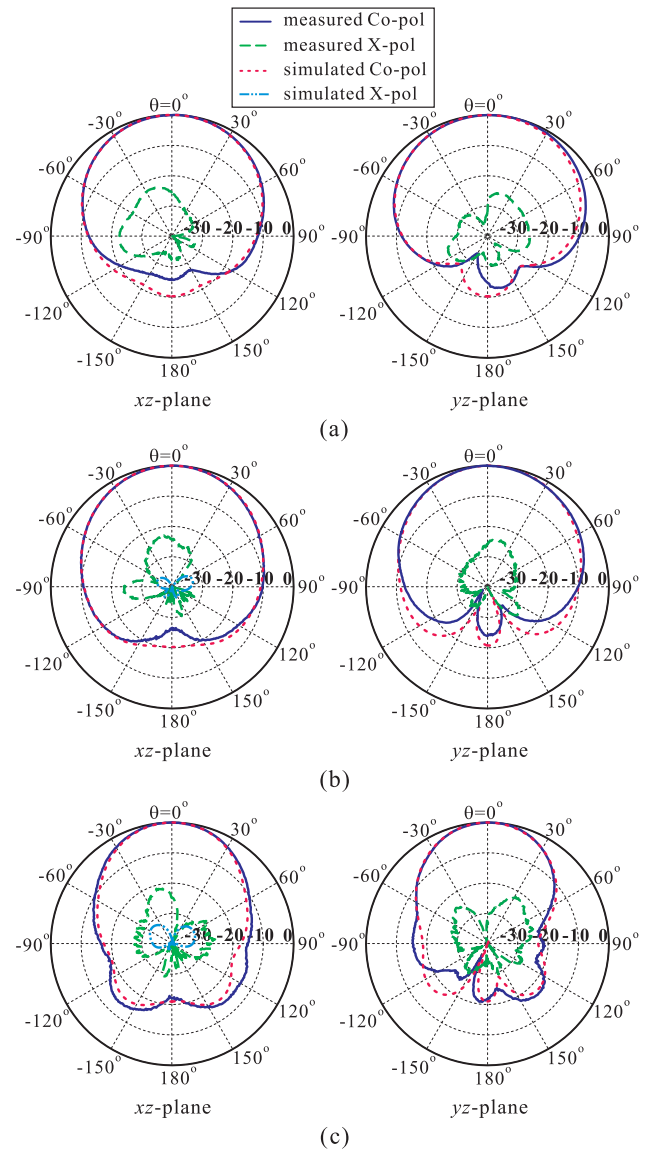 measured Co-pol
measured X-pol
simulated Co-pol
simulated X-pol
θ=0° θ=0°
-30° 30° -30° 30°
-60° 60° -60° 60°
-90° -30 -20 -10 0 90° -90° -30 -20 -10 0 90°
-120° 120° -120° 120°
-150° 150° -150° 150°
180° 180°
xz-plane yz-plane
(a)
θ=0° θ=0°
-30° 30° -30° 30°
-60° 60° -60° 60°
-90° -30 -20 -10 0 90° -90° -30 -20 -10 0 90°
-120° 120° -120° 120°
-150° 150° -150° 150°
180° 180°
xz-plane yz-plane
(b)
θ=0° θ=0°
-30° 30° -30° 30°
-60° 60° -60° 60°
-90° -30 -20 -10 0 90° -90° -30 -20 -10 0 90°
-120° 120° -120° 120°
-150° 150° -150° 150°
180° 180°
xz-plane yz-plane
(c)